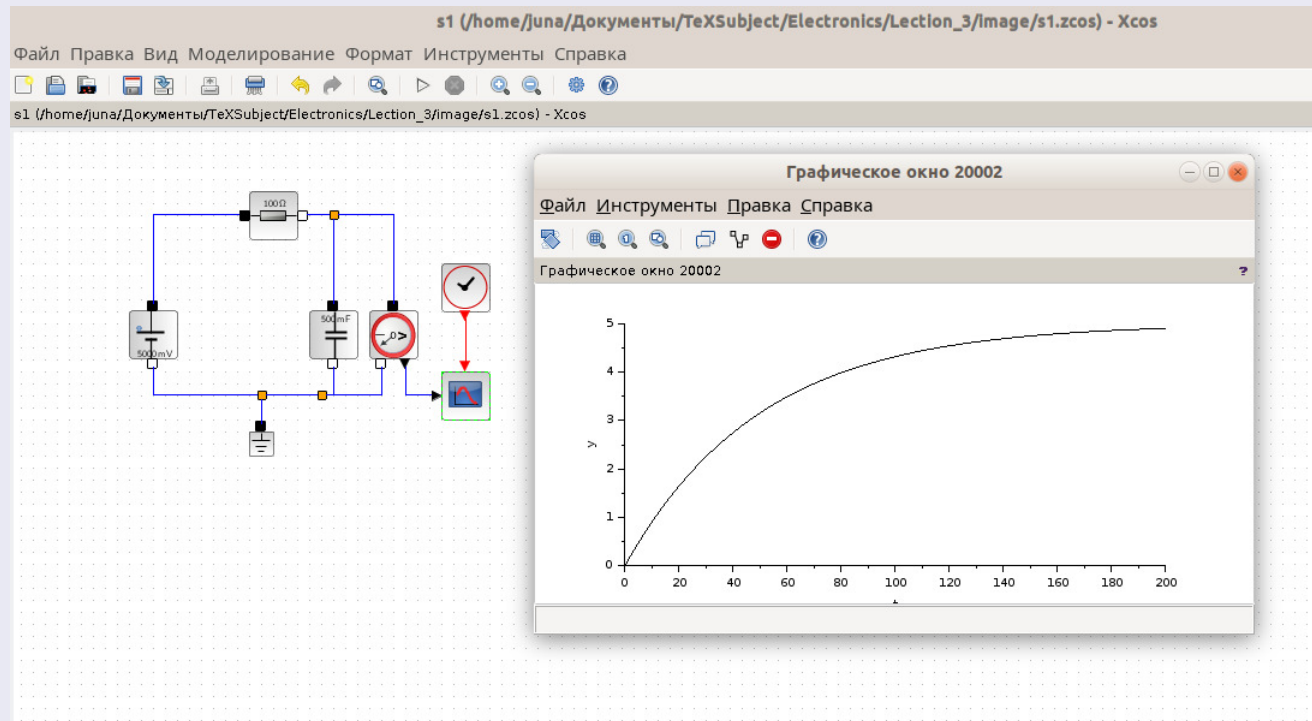 s1 (/home/juna/Документы/TeXSubject/Electronics/Lection_3/image/s1.zcos) - Xcos
Файл Правка Вид Моделирование Формат Инструменты Справка
s1 (/home/juna/Документы/TeXSubject/Electronics/Lection_3/image/s1.zcos) - Xcos
100Ω
5000mV
500mF
Графическое окно 20002
Файл Инструменты Правка Справка
Графическое окно 20002
?
5
4
3
y
2
1
0
0 20 40 60 80 100 120 140 160 180 200